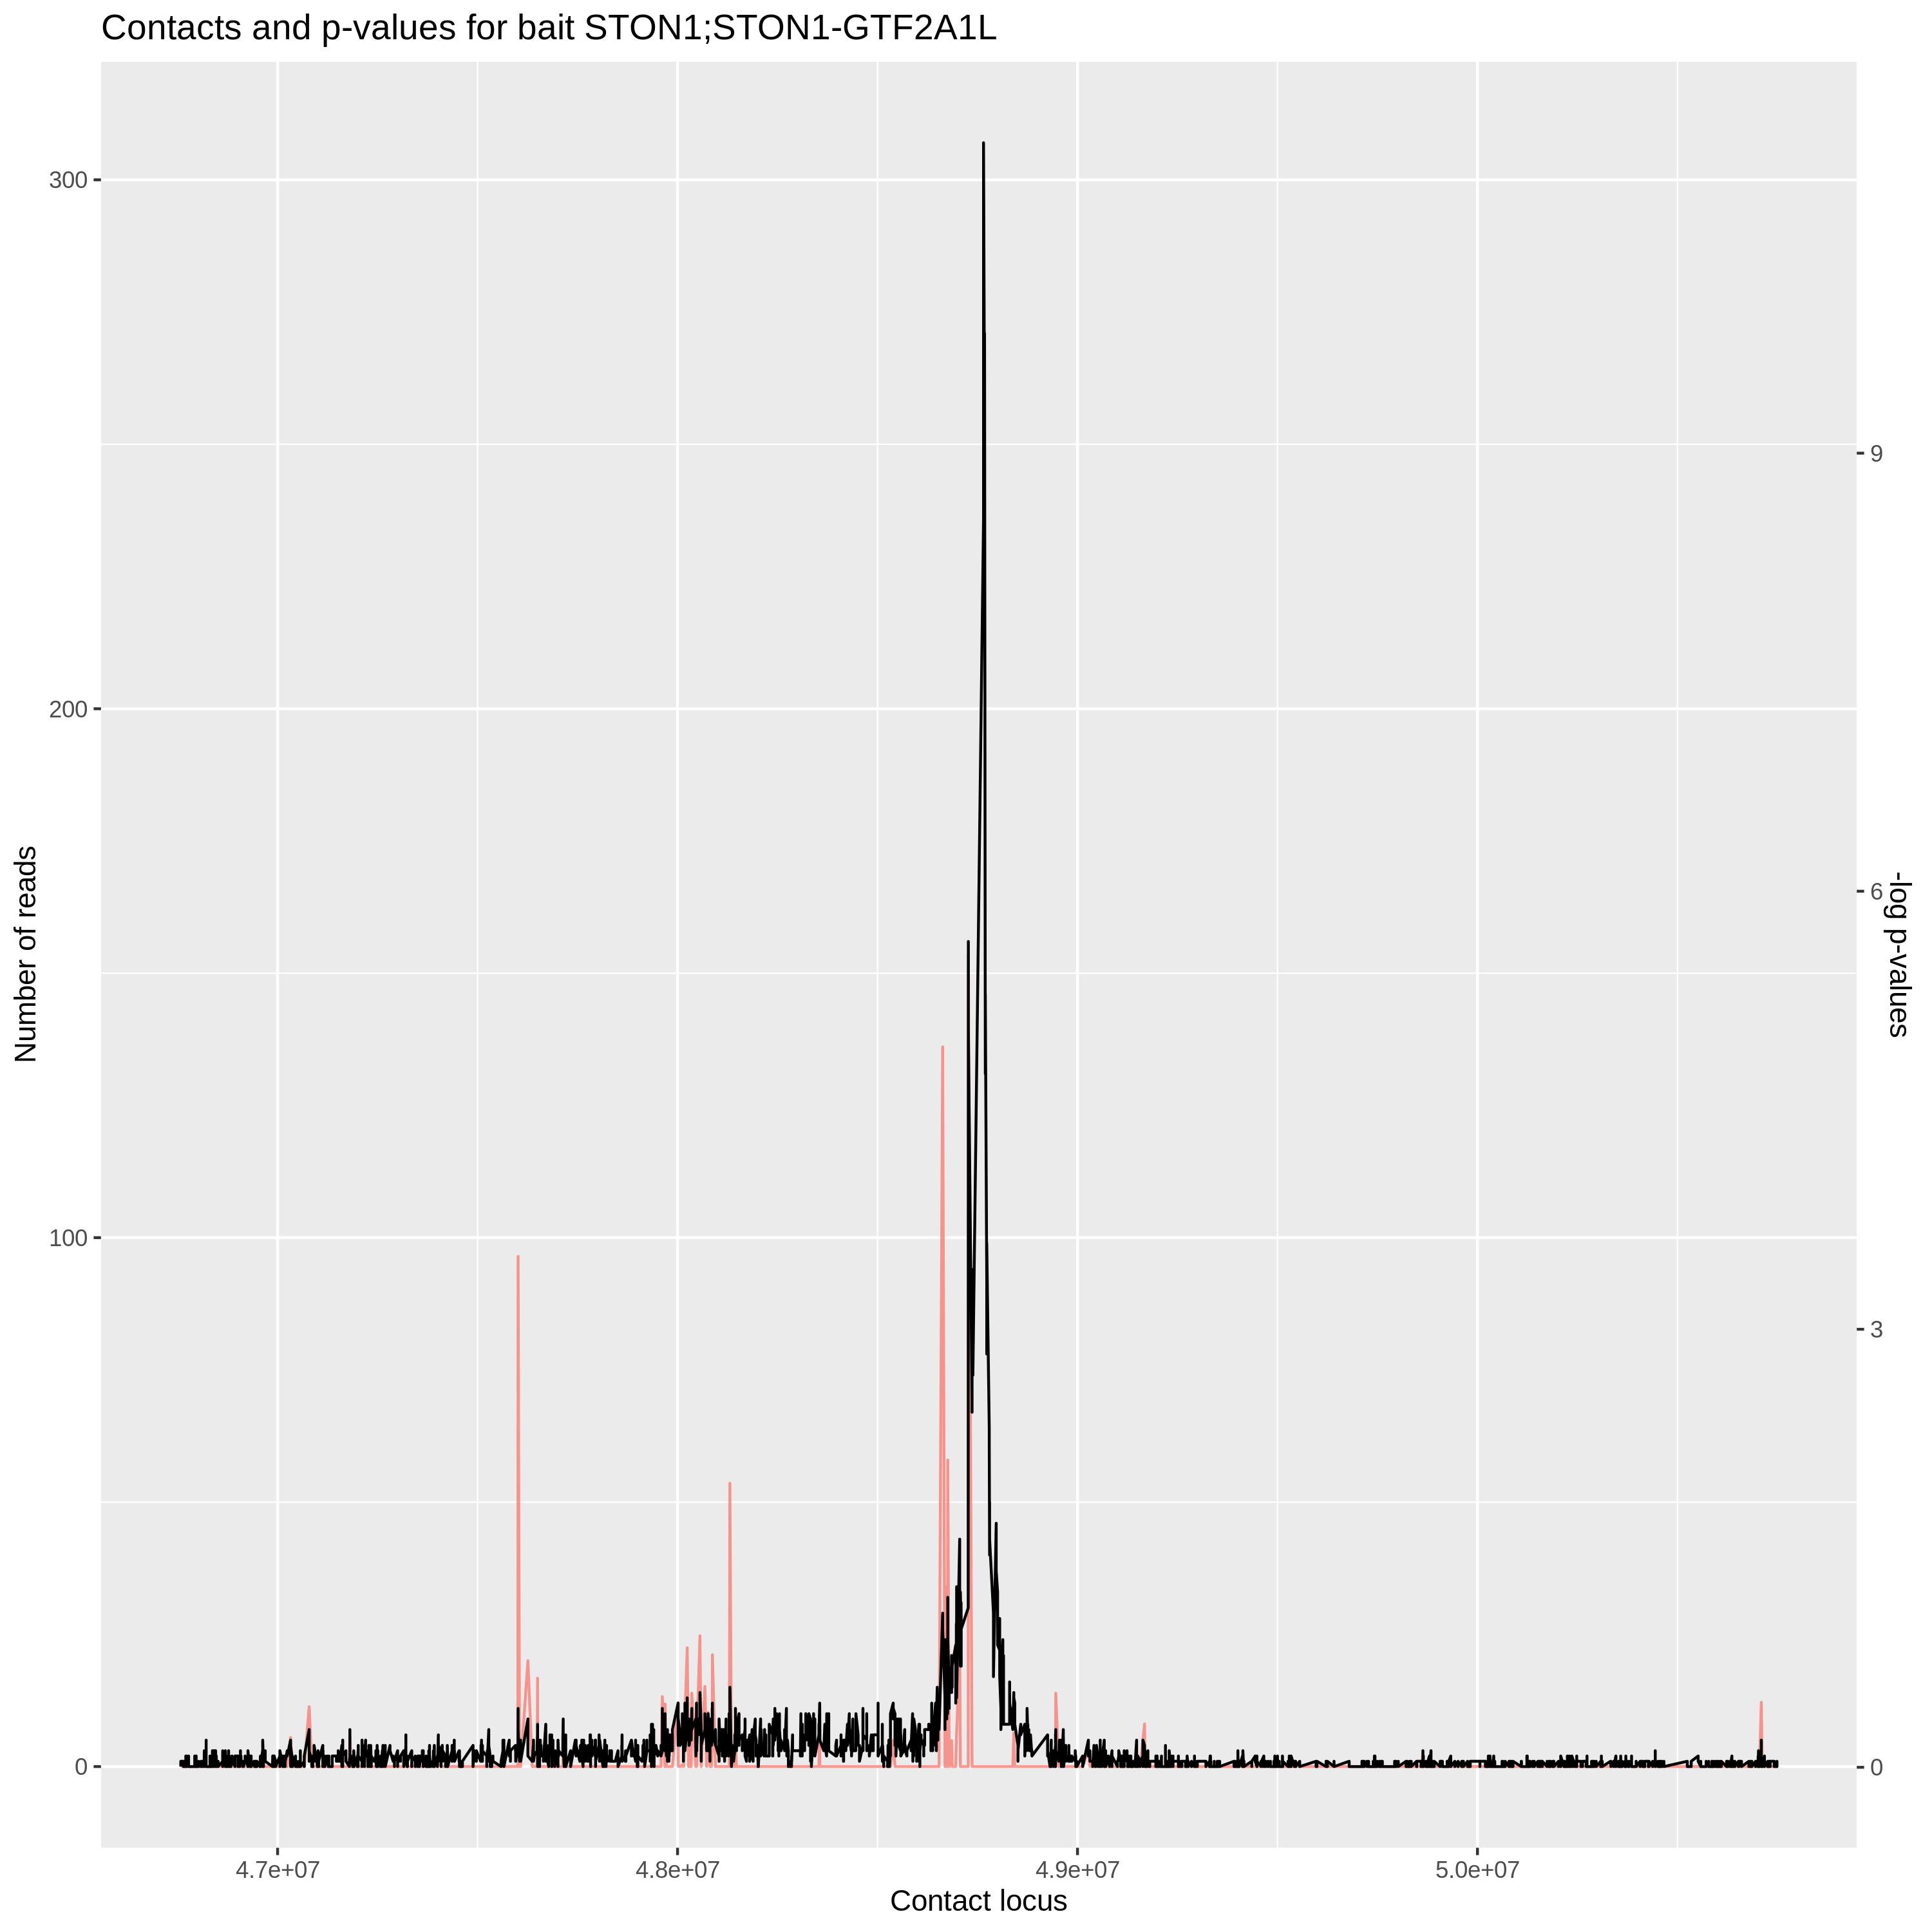 Contacts and p-values for bait STON1;STON1-GTF2A1L
300
200
100
0
Number of reads
9
6
3
0
-log p-values
4.7e+07
4.8e+07
4.9e+07
5.0e+07
Contact locus